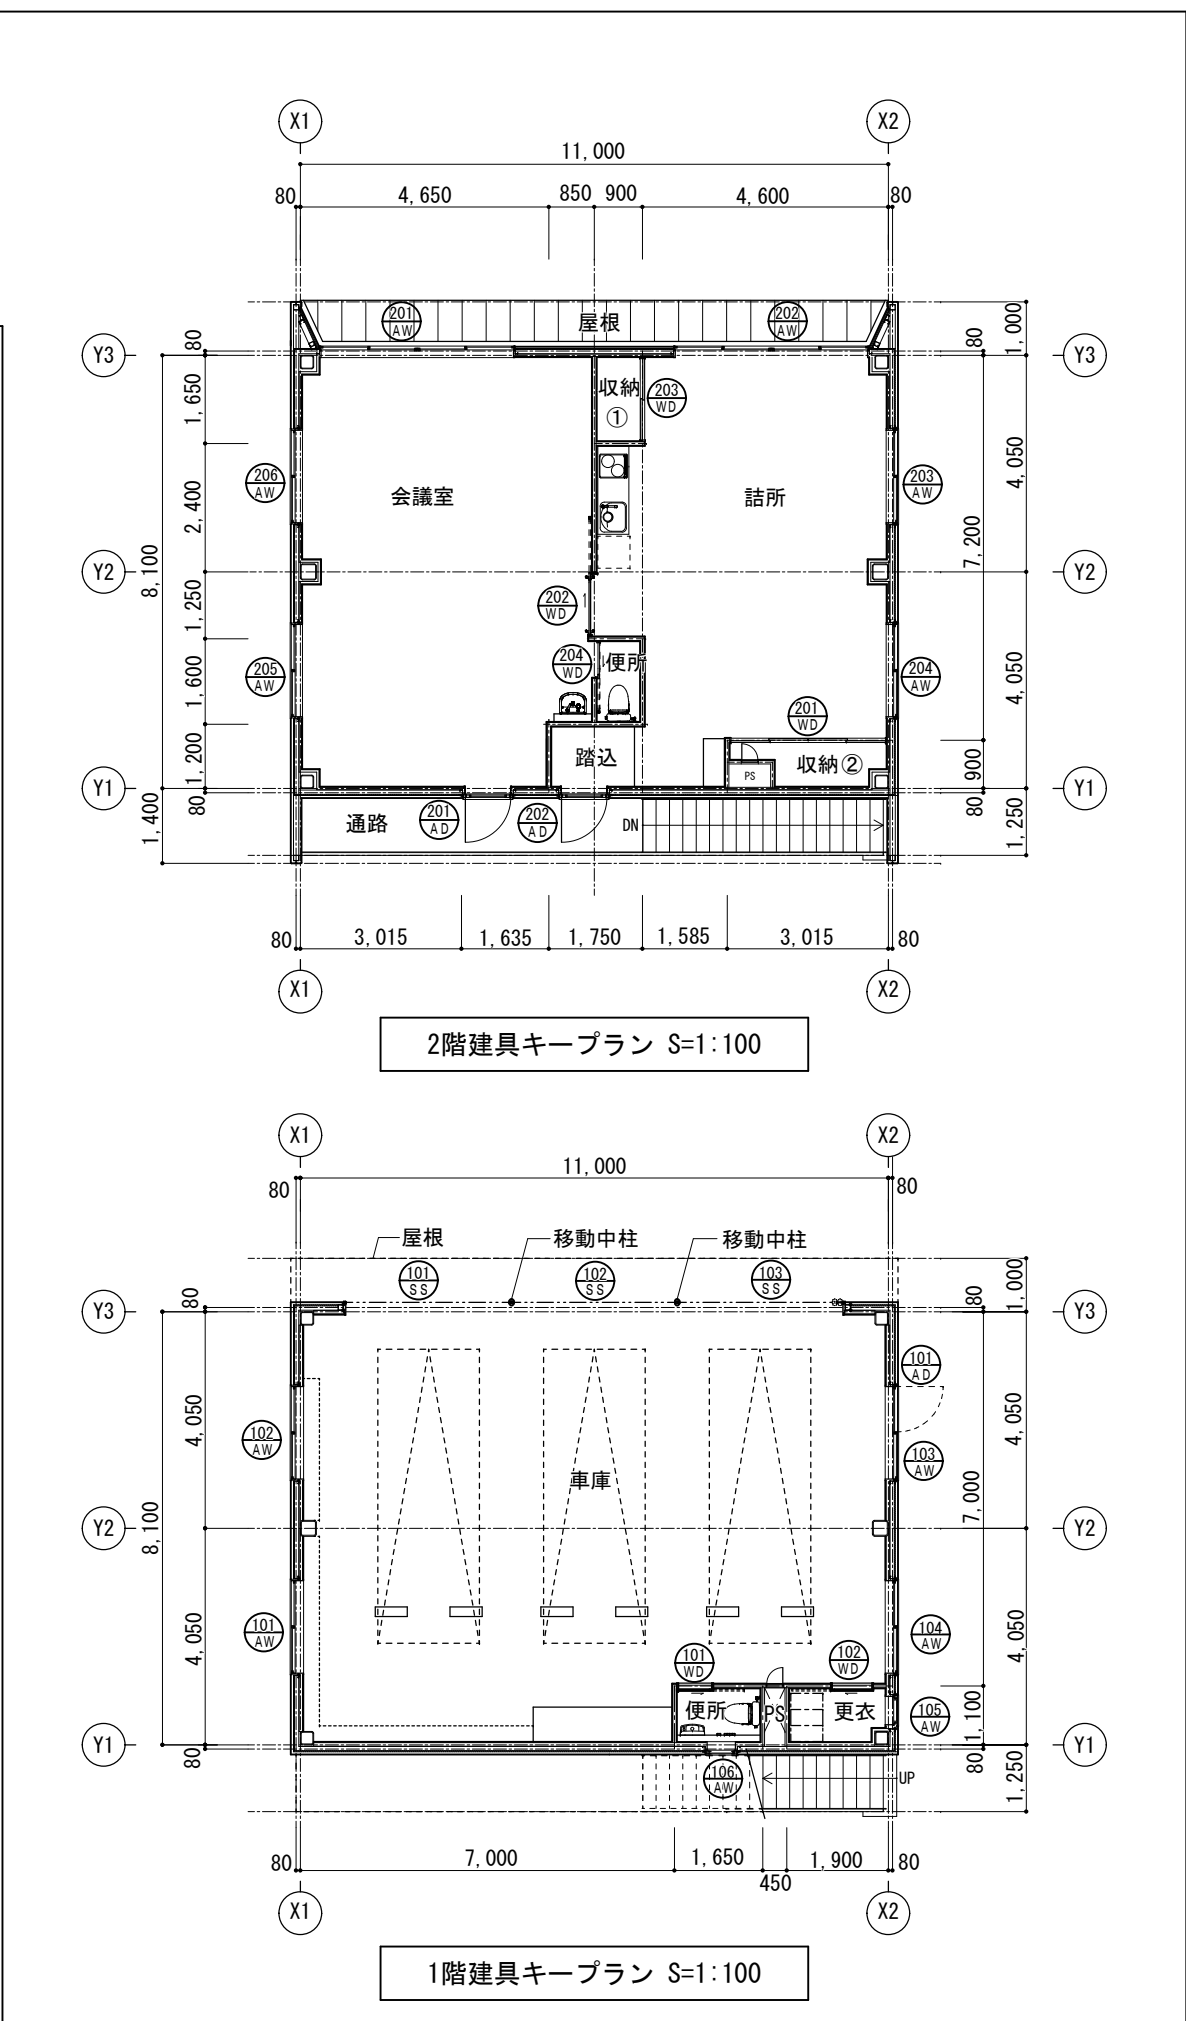 X1
X2
11,000
80
4,650
850
900
4,600
80
201
AW
屋根
202
AW
Y3
80
80
1,000
Y3
1,650
収納
①
203
WD
206
AW
会議室
詰所
203
AW
2,400
4,050
7,200
Y2
8,100
Y2
1,250
202
WD
204
WD
便所
205
AW
204
AW
1,600
4,050
201
WD
踏込
PS
収納②
1,200
900
Y1
80
80
Y1
1,400
通路
201
AD
202
AD
DN
1,250
80
3,015
1,635
1,750
1,585
3,015
80
X1
X2
2階建具キープラン S=1:100
X1
X2
11,000
80
80
屋根
移動中柱
移動中柱
101
SS
102
SS
103
SS
Y3
80
80
1,000
Y3
101
AD
4,050
4,050
102
AW
103
AW
車庫
7,000
Y2
8,100
Y2
4,050
4,050
101
AW
104
AW
101
WD
102
WD
便所
PS
更衣
105
AW
1,100
Y1
80
80
Y1
106
AW
UP
1,250
80
7,000
1,650
450
1,900
80
X1
X2
1階建具キープラン S=1:100